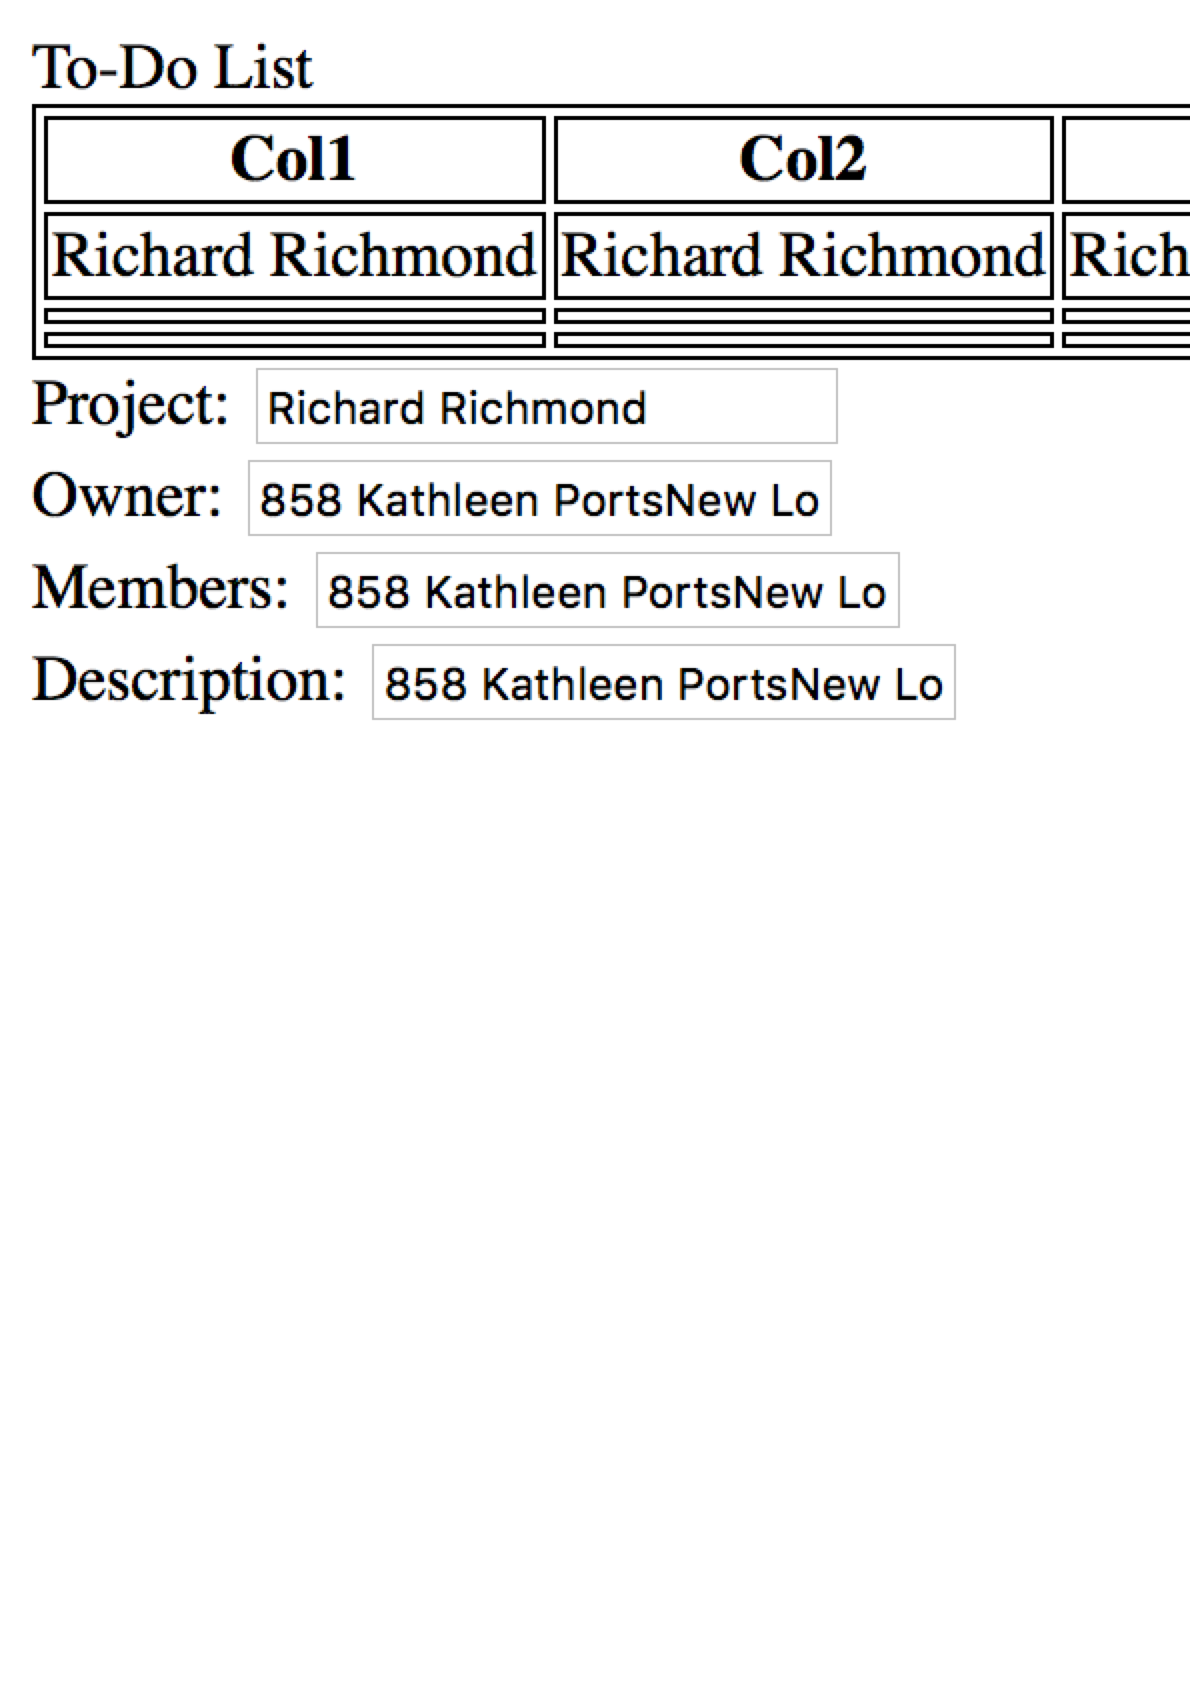 To-Do List
Col1 Col2
Richard Richmond Richard Richmond Rich
Project: Richard Richmond
Owner: 858 Kathleen PortsNew Lo
Members: 858 Kathleen PortsNew Lo
Description: 858 Kathleen PortsNew Lo